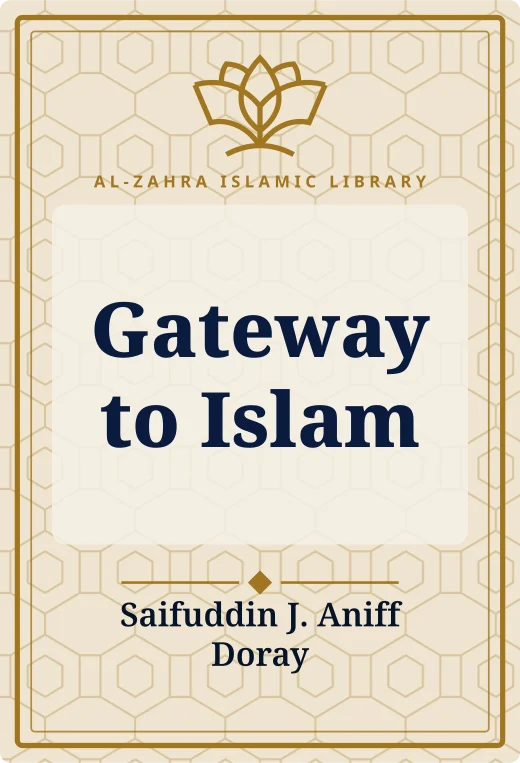 AL-ZAHRA ISLAMIC LIBRARY
Gateway
to Islam
Saifuddin J. Aniff
Doray